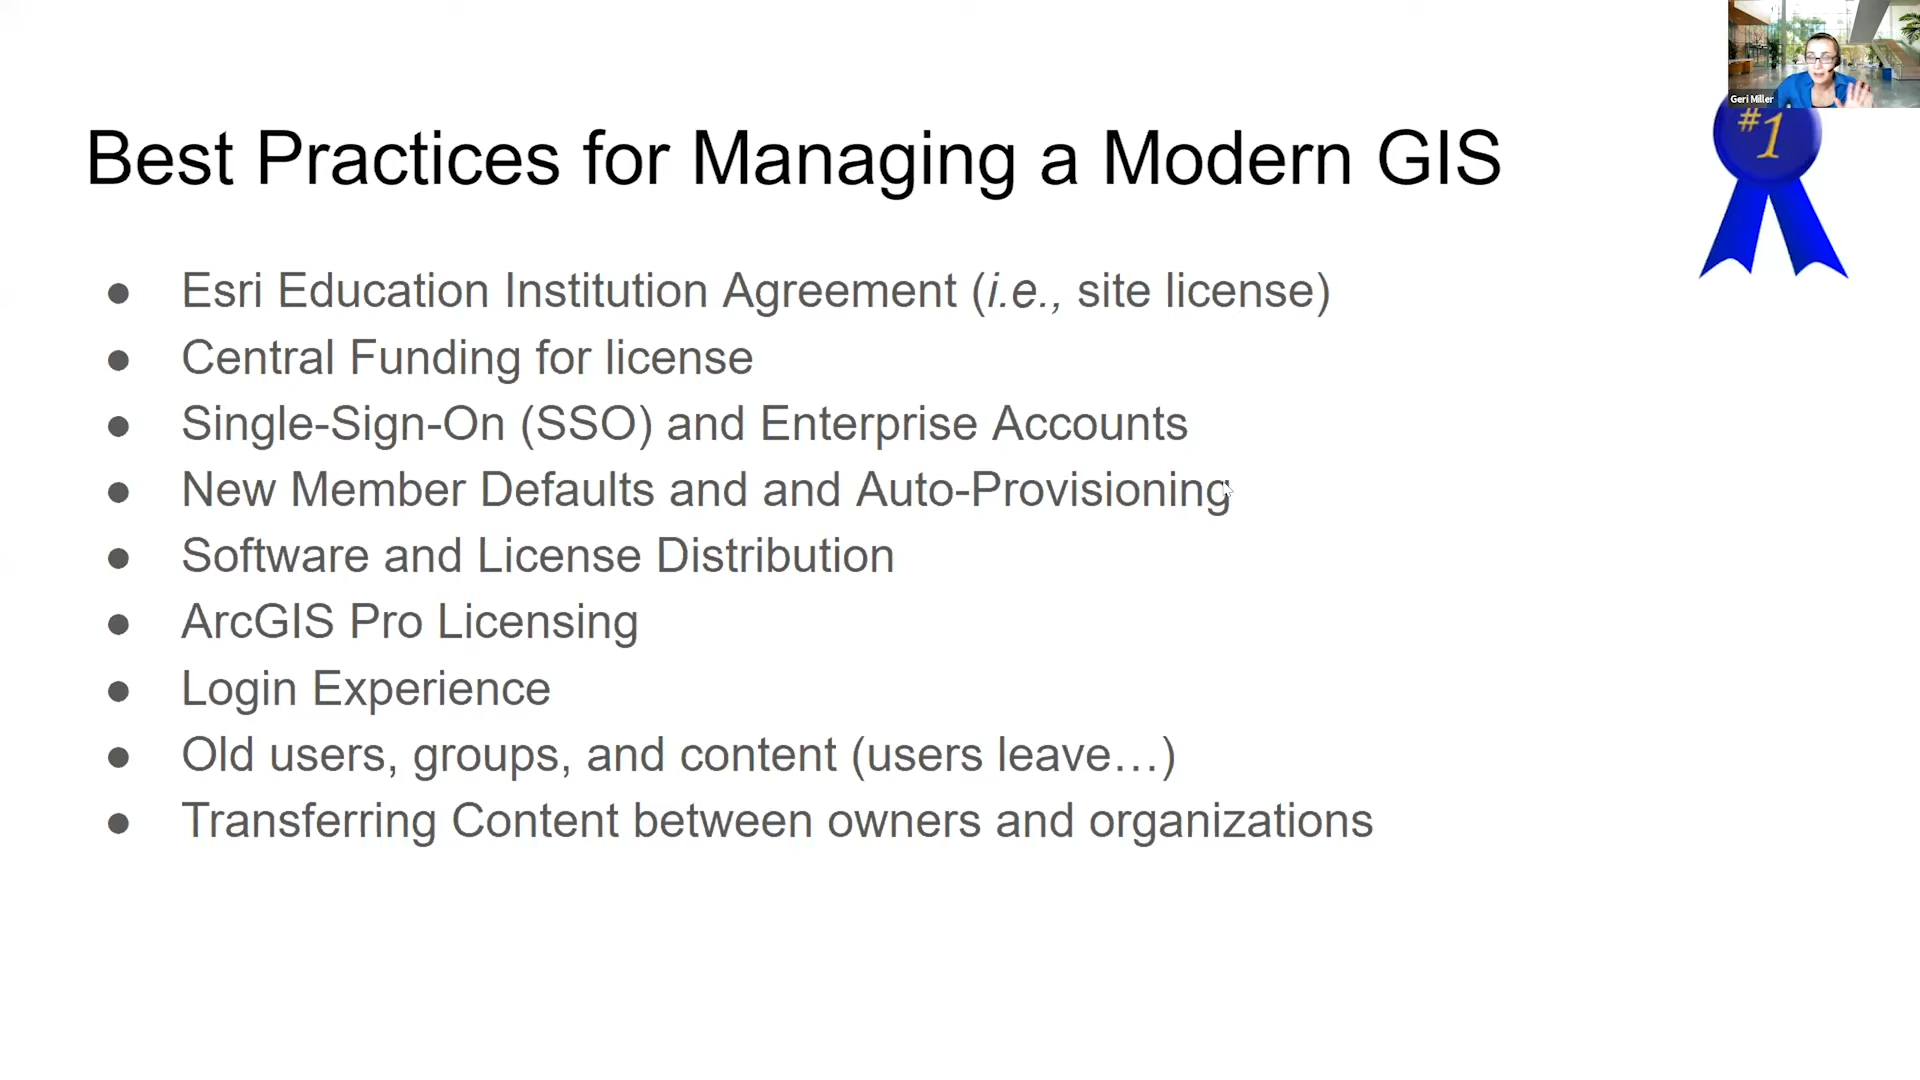 Geri Miller
#1
Best Practices for Managing a Modern GIS
● Esri Education Institution Agreement (i.e., site license)
● Central Funding for license
● Single-Sign-On (SSO) and Enterprise Accounts
● New Member Defaults and and Auto-Provisioning
● Software and License Distribution
● ArcGIS Pro Licensing
● Login Experience
● Old users, groups, and content (users leave…)
● Transferring Content between owners and organizations